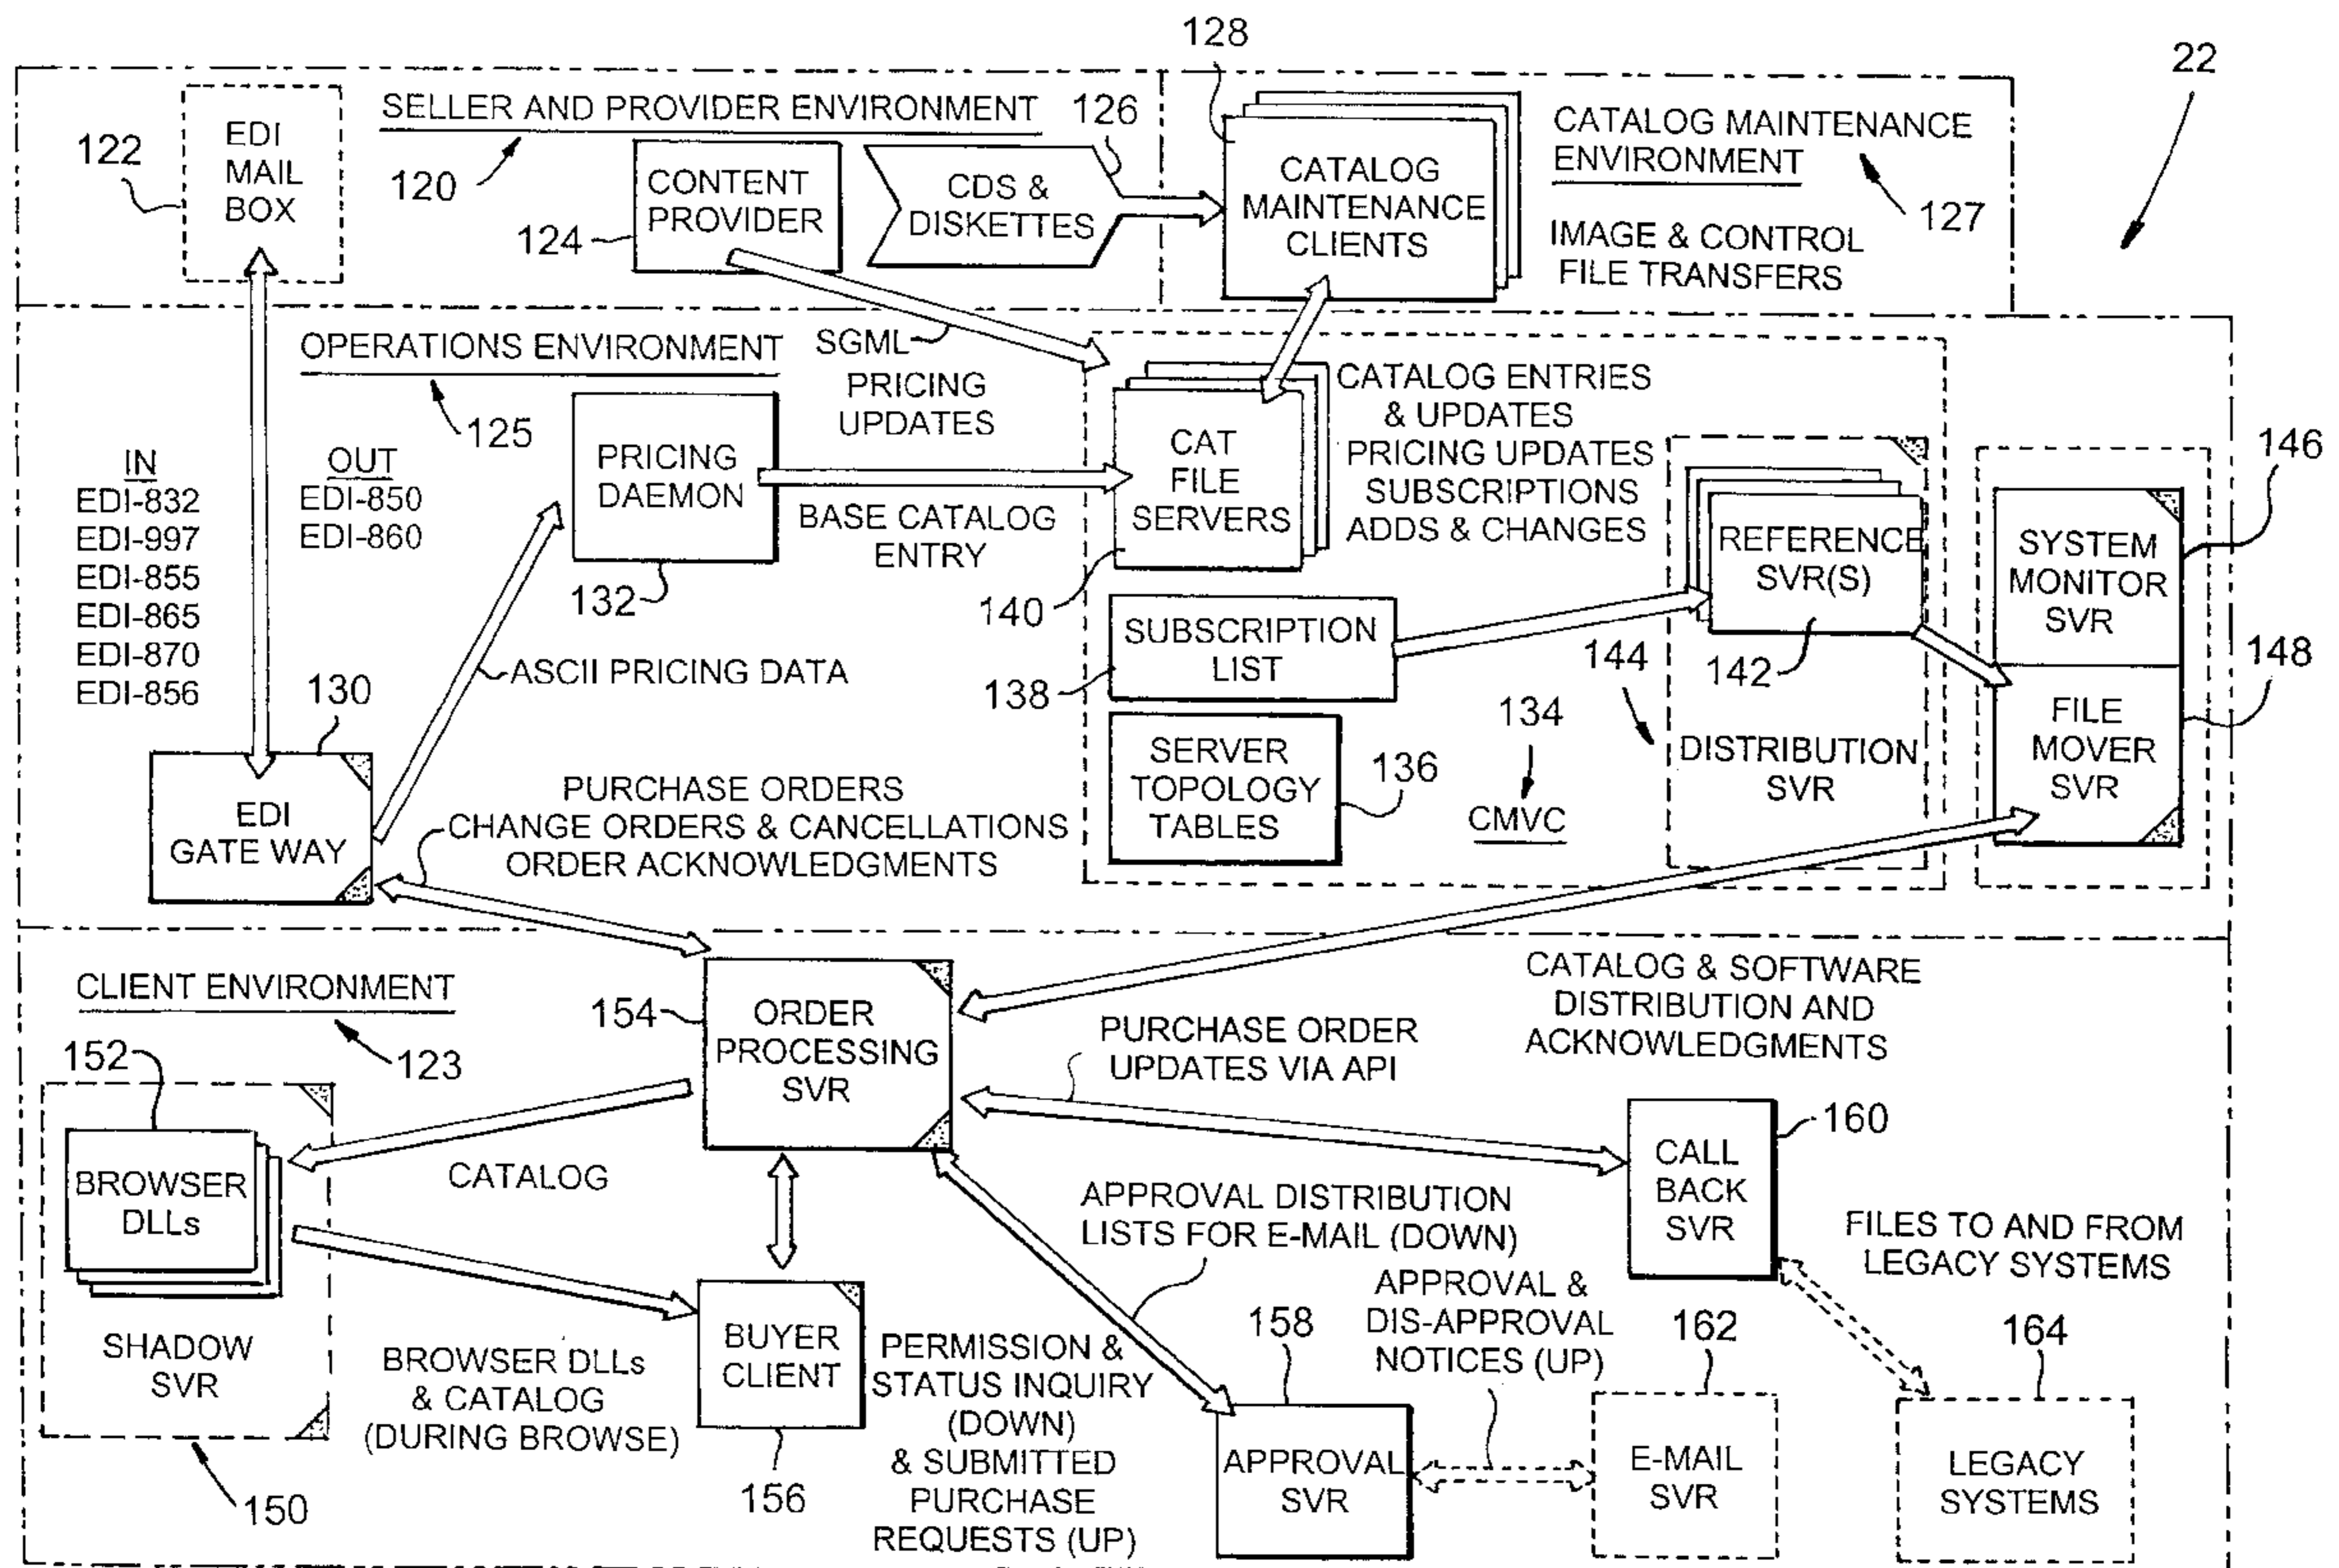 128
22
SELLER AND PROVIDER ENVIRONMENT
126
EDI
MAIL
BOX
122
120
CONTENT
PROVIDER
124
CDS &
DISKETTES
CATALOG
MAINTENANCE
CLIENTS
CATALOG MAINTENANCE
ENVIRONMENT
127
IMAGE & CONTROL
FILE TRANSFERS
OPERATIONS ENVIRONMENT
125
SGML
PRICING
UPDATES
IN
EDI-832
EDI-997
EDI-855
EDI-865
EDI-870
EDI-856
OUT
EDI-850
EDI-860
PRICING
DAEMON
132
BASE CATALOG
ENTRY
CAT
FILE
SERVERS
140
CATALOG ENTRIES
& UPDATES
PRICING UPDATES
SUBSCRIPTIONS
ADDS & CHANGES
REFERENCE
SVR(S)
142
146
SYSTEM
MONITOR
SVR
148
FILE
MOVER
SVR
SUBSCRIPTION
LIST
138
144
DISTRIBUTION
SVR
134
CMVC
SERVER
TOPOLOGY
TABLES
136
ASCII PRICING DATA
130
EDI
GATE WAY
PURCHASE ORDERS
CHANGE ORDERS & CANCELLATIONS
ORDER ACKNOWLEDGMENTS
CLIENT ENVIRONMENT
123
154
ORDER
PROCESSING
SVR
CATALOG & SOFTWARE
DISTRIBUTION AND
ACKNOWLEDGMENTS
PURCHASE ORDER
UPDATES VIA API
152
BROWSER
DLLs
SHADOW
SVR
150
CATALOG
BROWSER DLLs
& CATALOG
(DURING BROWSE)
BUYER
CLIENT
156
PERMISSION &
STATUS INQUIRY
(DOWN)
& SUBMITTED
PURCHASE
REQUESTS (UP)
APPROVAL DISTRIBUTION
LISTS FOR E-MAIL (DOWN)
APPROVAL &
DIS-APPROVAL
NOTICES (UP)
CALL
BACK
SVR
160
FILES TO AND FROM
LEGACY SYSTEMS
158
APPROVAL
SVR
162
E-MAIL
SVR
164
LEGACY
SYSTEMS